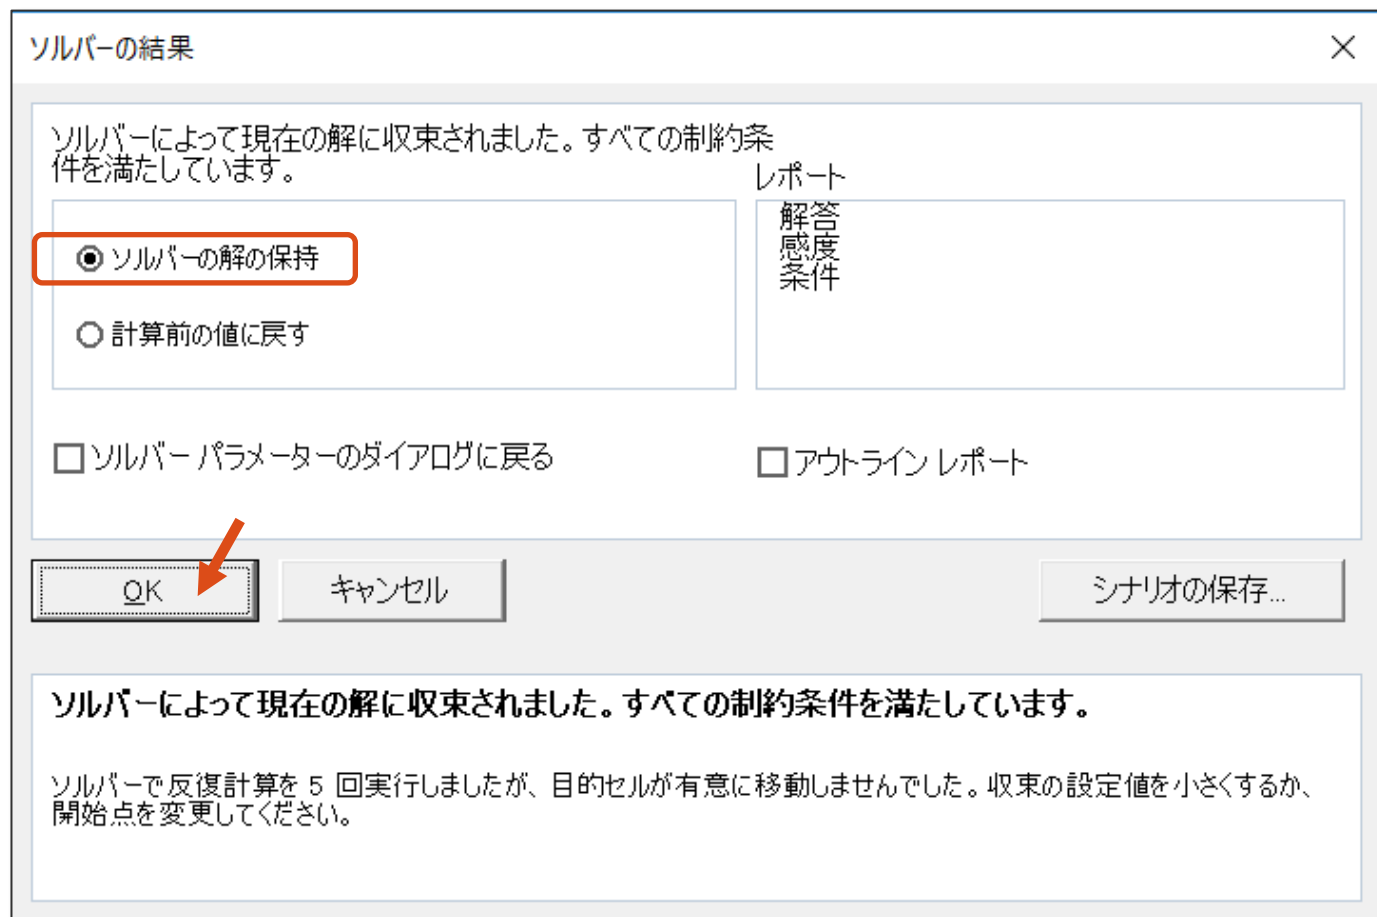 ソルバーの結果
ソルバーによって現在の解に収束されました。すべての制約条
件を満たしています。
レポート
解答
感度
条件
ソルバーの解の保持
計算前の値に戻す
ソルバー パラメーターのダイアログに戻る
アウトライン レポート
OK
キャンセル
シナリオの保存...
ソルバーによって現在の解に収束されました。すべての制約条件を満たしています。
ソルバーで反復計算を 5 回実行しましたが、目的セルが有意に移動しませんでした。収束の設定値を小さくするか、
開始点を変更してください。